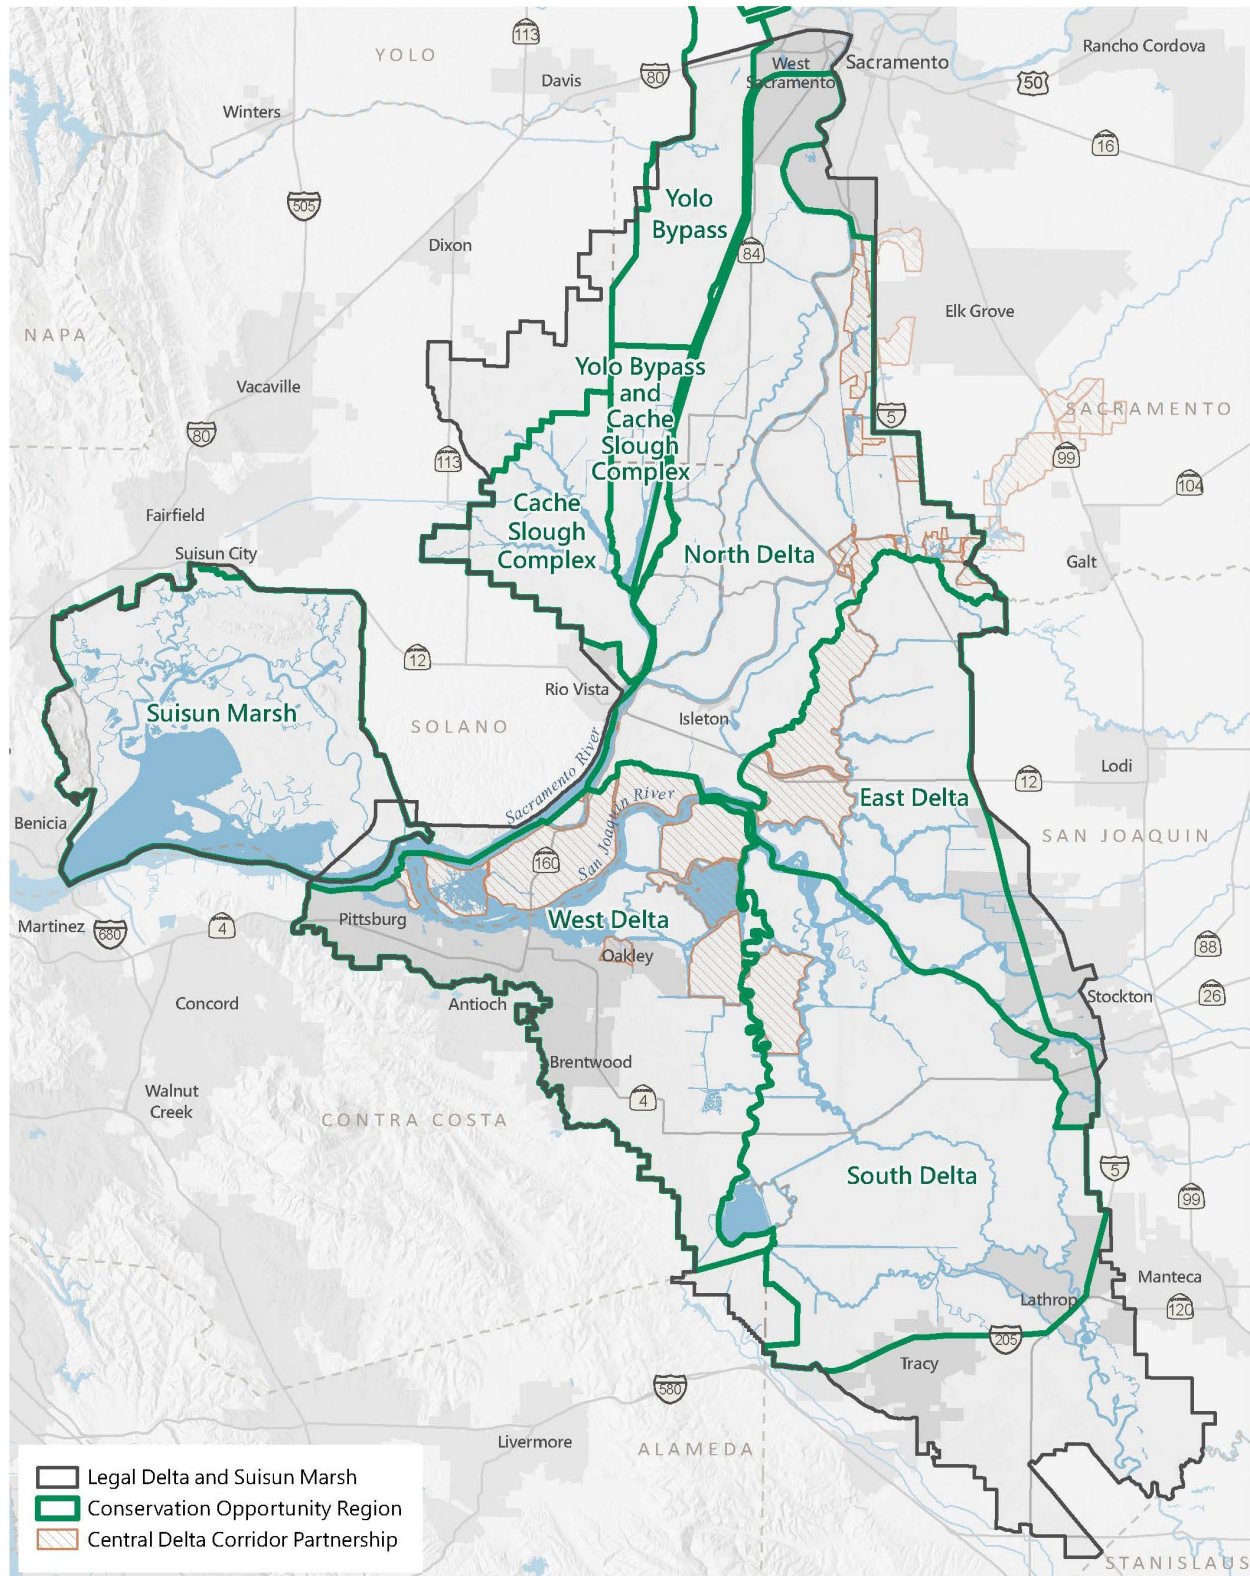 113
YOLO
Rancho Cordova
Davis
80
West
Sacramento
Sacramento
50
Winters
16
505
Yolo
Bypass
Dixon
84
Elk Grove
NAPA
Yolo Bypass
and
Cache
Slough
Complex
Vacaville
5
SACRAMENTO
80
113
99
104
Cache
Slough
Complex
Fairfield
Suisun City
North Delta
Galt
12
Rio Vista
Suisun Marsh
Isleton
SOLANO
Sacramento River
Lodi
12
East Delta
San Joaquin River
Benicia
SAN JOAQUIN
160
Martinez
680
4
Pittsburg
West Delta
88
Oakley
Concord
Antioch
Stockton
26
Brentwood
Walnut
Creek
4
CONTRA COSTA
South Delta
5
99
Manteca
Lathrop
120
205
Tracy
580
Livermore
ALAMEDA
Legal Delta and Suisun Marsh
Conservation Opportunity Region
Central Delta Corridor Partnership
STANISLAUS